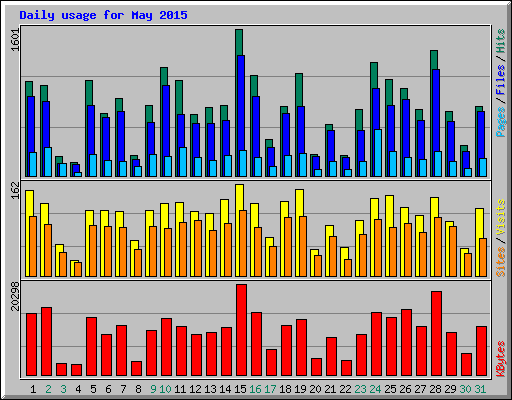 Daily usage for May 2015
1601
Pages / Files / Hits
162
Sites / Visits
20298
KBytes
1 2 3 4 5 6 7 8 9 10 11 12 13 14 15 16 17 18 19 20 21 22 23 24 25 26 27 28 29 30 31